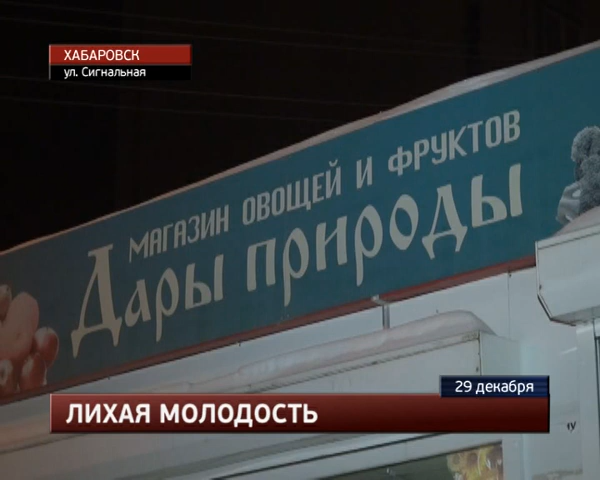 ХАБАРОВСК
ул. Сигнальная
МАГАЗИН ОВОЩЕЙ И ФРУКТОВ
Дары природы
29 декабря
ЛИХАЯ МОЛОДОСТЬ